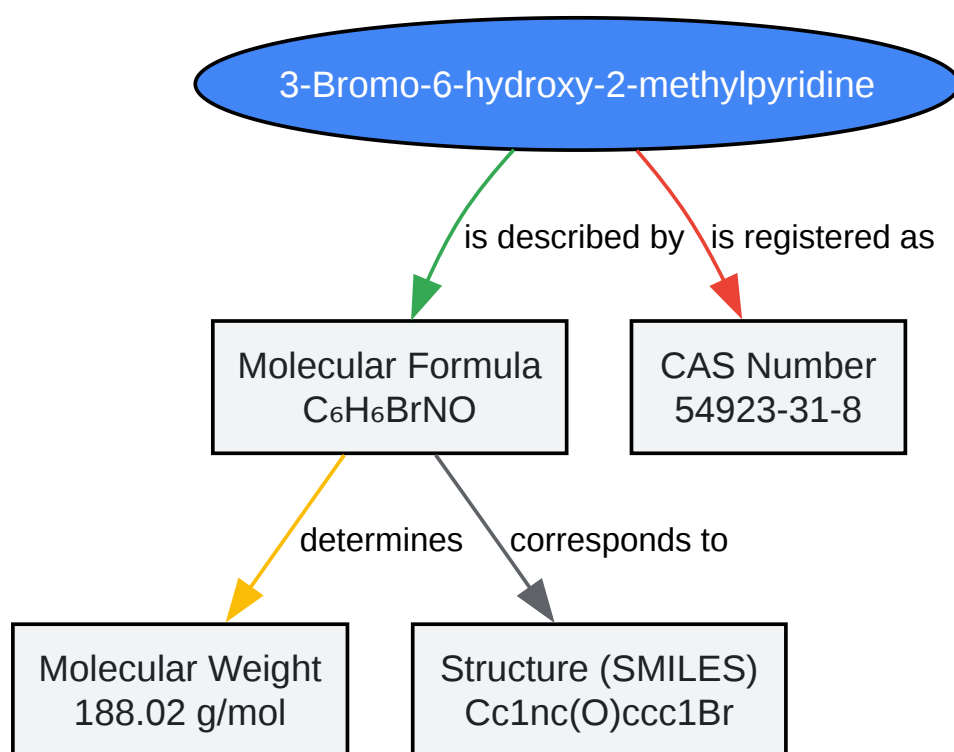 3-Bromo-6-hydroxy-2-methylpyridine
is described by
is registered as
Molecular Formula
C₆H₆BrNO
CAS Number
54923-31-8
determines
corresponds to
Molecular Weight
188.02 g/mol
Structure (SMILES)
Cc1nc(O)ccc1Br